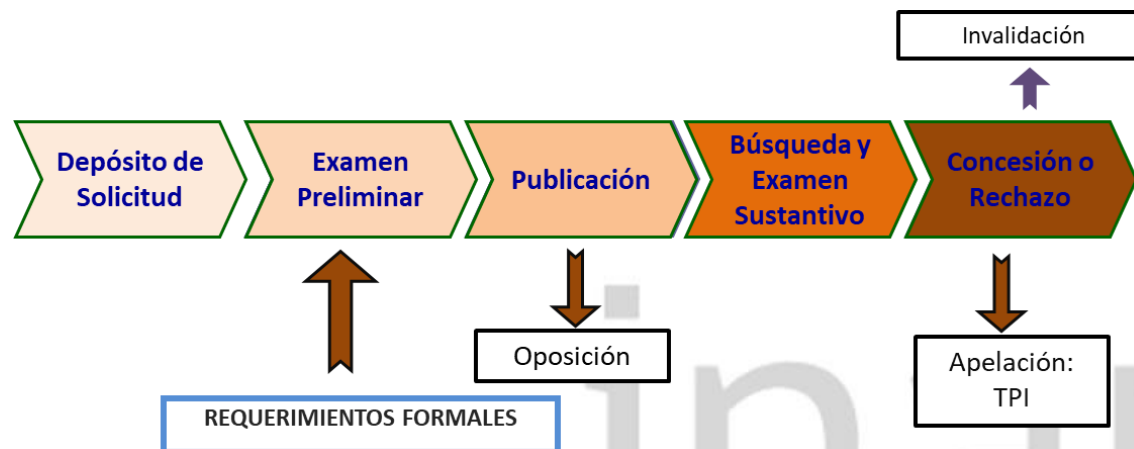 Invalidación
Depósito de
Solicitud
Examen
Preliminar
Publicación
Búsqueda y
Examen
Sustantivo
Concesión o
Rechazo
Oposición
Apelación:
TPI
REQUERIMIENTOS FORMALES